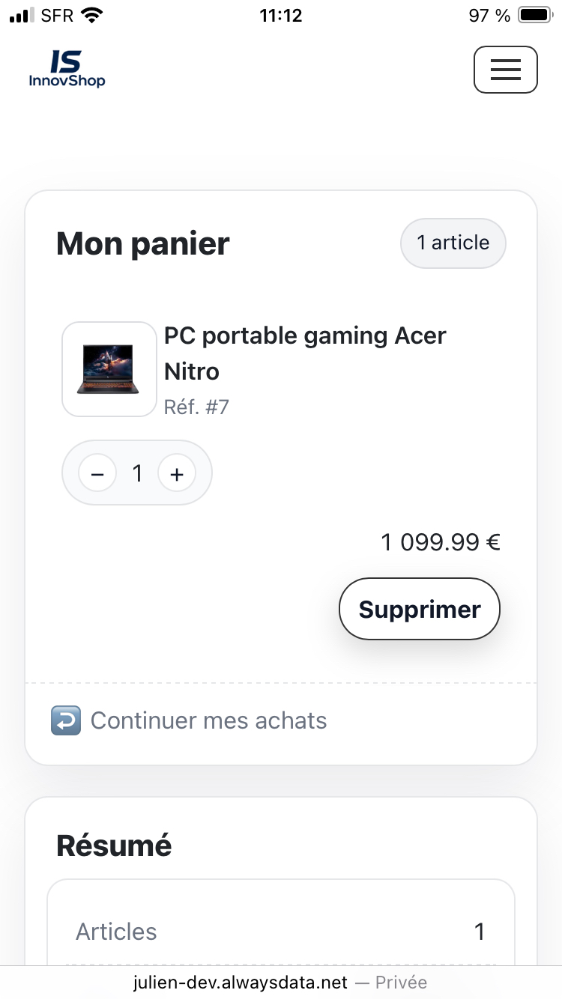 SFR 11:12 97 %
IS
InnovShop
Mon panier 1 article
PC portable gaming Acer
Nitro
Réf. #7
− 1 +
1 099.99 €
Supprimer
Continuer mes achats
Résumé
Articles 1
julien-dev.alwaysdata.net — Privée